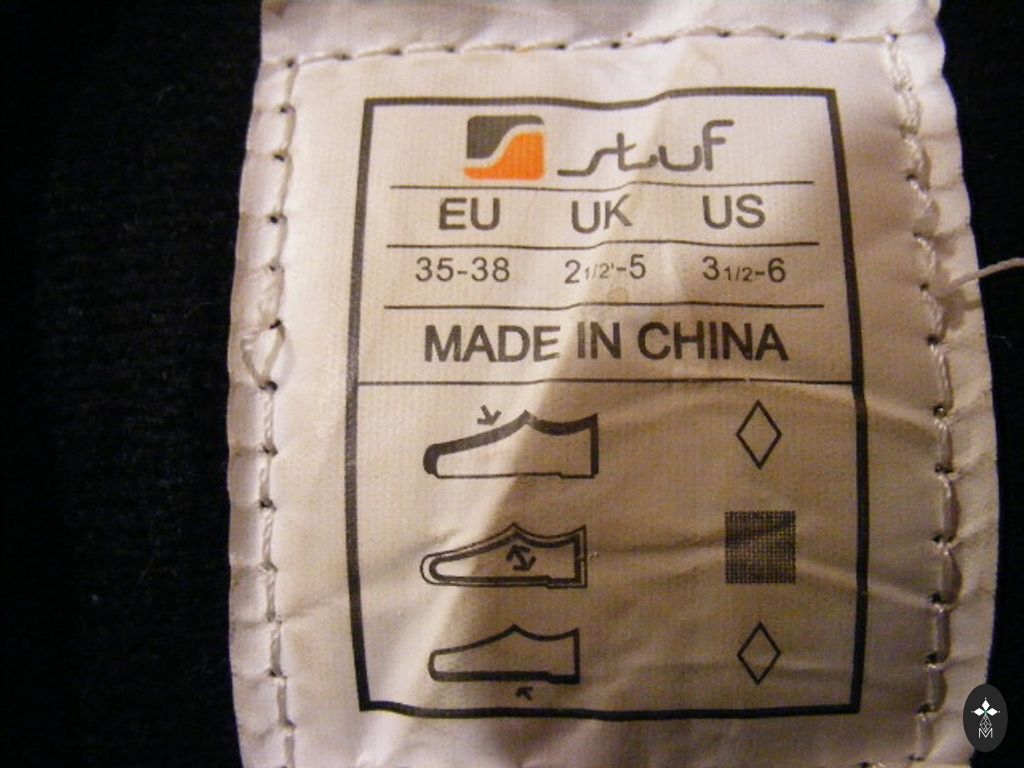 stuf
EU UK US
35-38 2 1/2'-5 3 1/2-6
MADE IN CHINA
M